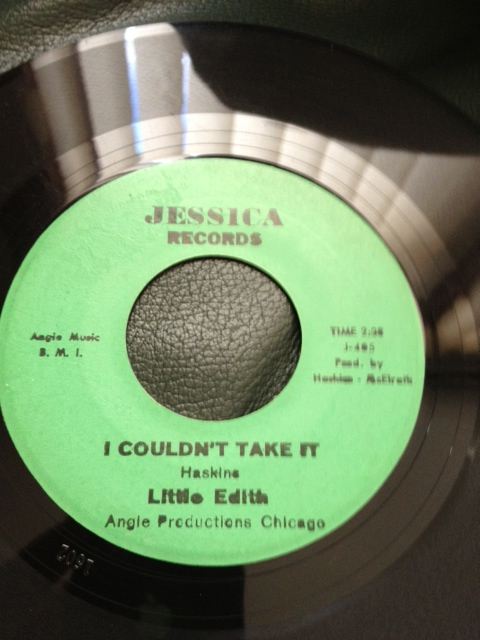 JESSICA
RECORDS
Angie Music
B. M. I.
TIME 2:38
J-405
Prod. by
Haskins - McElrath
I COULDN'T TAKE IT
Haskins
Little Edith
Angie Productions Chicago